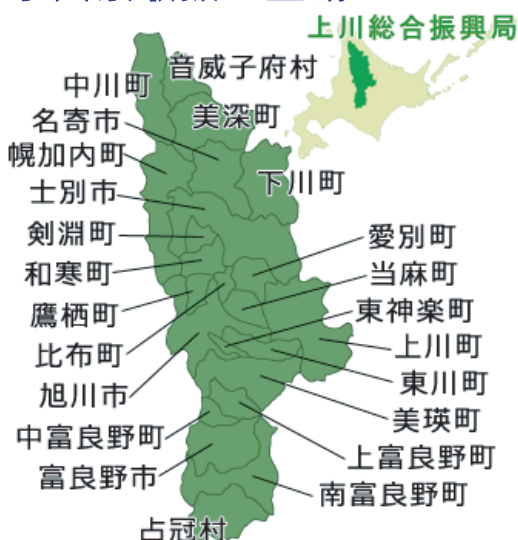 上川総合振興局
音威子府村
中川町
美深町
名寄市
幌加内町
下川町
士別市
剣淵町
愛別町
和寒町
当麻町
鷹栖町
東神楽町
比布町
上川町
旭川市
東川町
美瑛町
中富良野町
上富良野町
富良野市
南富良野町
占冠村